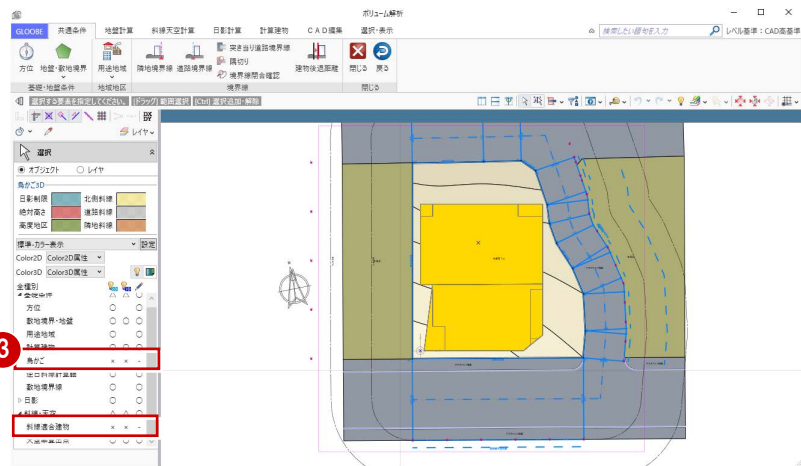 ボリューム解析
GLOOBE 共通条件 地盤計算 斜線天空計算 日影計算 計算建物 CAD編集 選択・表示
検索したい語句を入力 レベル基準：CAD高基準
方位 地盤・敷地境界 用途地域 隣地境界線 道路境界線 建物後退距離 閉じる 戻る
突き当り道路境界線
隅切り
境界線閉合確認
基礎・地盤条件 地域地区 境界線 閉じる
選択する要素を指定してください。 [ドラッグ] 範囲選択 [Ctrl] 選択追加・解除
レイヤ
選択
オブジェクト レイヤ
鳥かご3D
日影制限 北側斜線
絶対高さ 道路斜線
高度地区 隣地斜線
標準-カラー表示 設定
Color2D Color2D属性
Color3D Color3D属性
全種別
方位 ○ ○
敷地境界・地盤 ○ ○
用途地域 ○ ○
3
鳥かご × × -
敷地境界線 ○ ○
日影 ○ ○
斜線適合建物 × × -